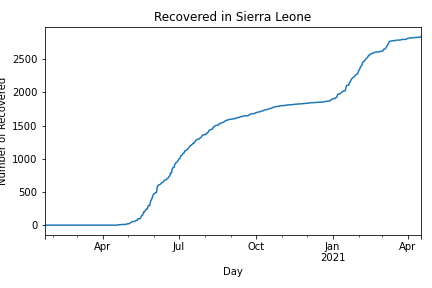 Recovered in Sierra Leone
Number of Recovered
2500
2000
1500
1000
500
0
Apr
Jul
Oct
Jan
2021
Apr
Day